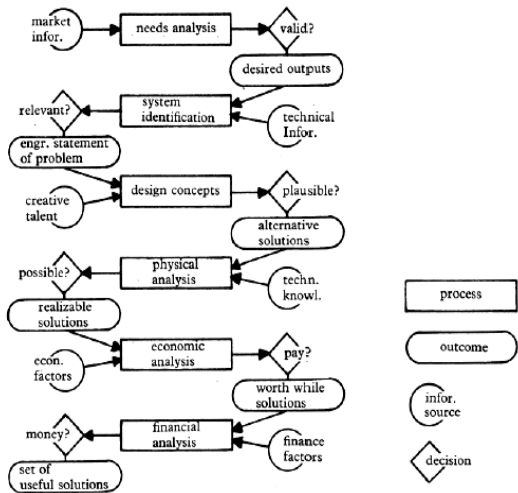 market
infor.
needs analysis
valid?
desired outputs
relevant?
system
identification
technical
Infor.
engr. statement
of problem
creative
talent
design concepts
plausible?
alternative
solutions
possible?
physical
analysis
techn.
knowl.
realizable
solutions
econ.
factors
economic
analysis
pay?
worth while
solutions
money?
financial
analysis
finance
factors
set of
useful solutions
process
outcome
infor.
source
decision